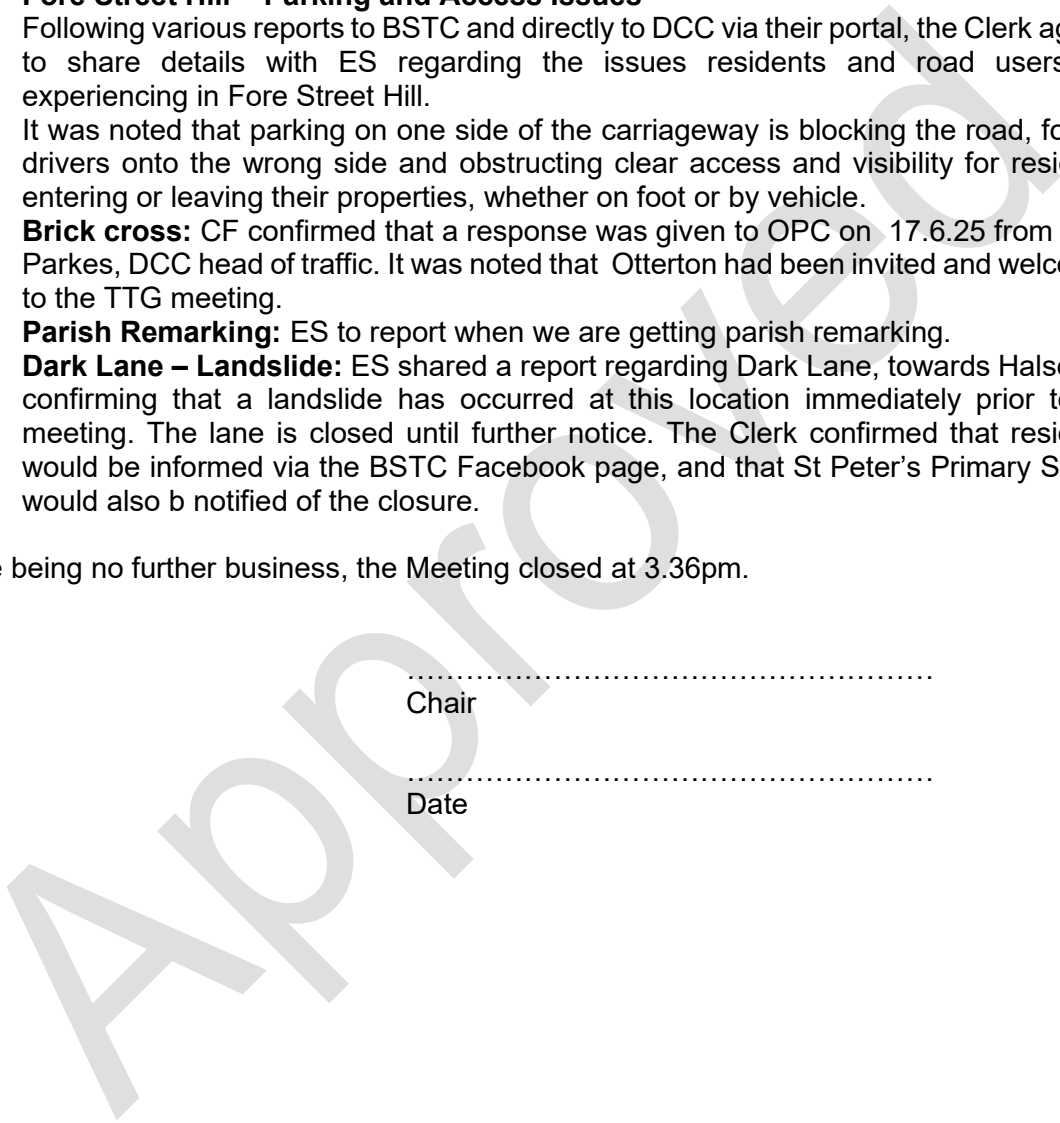 Fore Street Hill – Parking and Access Issues
Following various reports to BSTC and directly to DCC via their portal, the Clerk
to share details with ES regarding the issues residents and road users
experiencing in Fore Street Hill.
It was noted that parking on one side of the carriageway is blocking the road,
drivers onto the wrong side and obstructing clear access and visibility for
entering or leaving their properties, whether on foot or by vehicle.
Brick cross: CF confirmed that a response was given to OPC on 17.6.25 from
Parkes, DCC head of traffic. It was noted that Otterton had been invited and
to the TTG meeting.
Parish Remarking: ES to report when we are getting parish remarking.
Dark Lane – Landslide: ES shared a report regarding Dark Lane, towards
confirming that a landslide has occurred at this location immediately prior
meeting. The lane is closed until further notice. The Clerk confirmed that
would be informed via the BSTC Facebook page, and that St Peter's Primary
would also b notified of the closure.
being no further business, the Meeting closed at 3.36pm.
Chair
Date
Approved